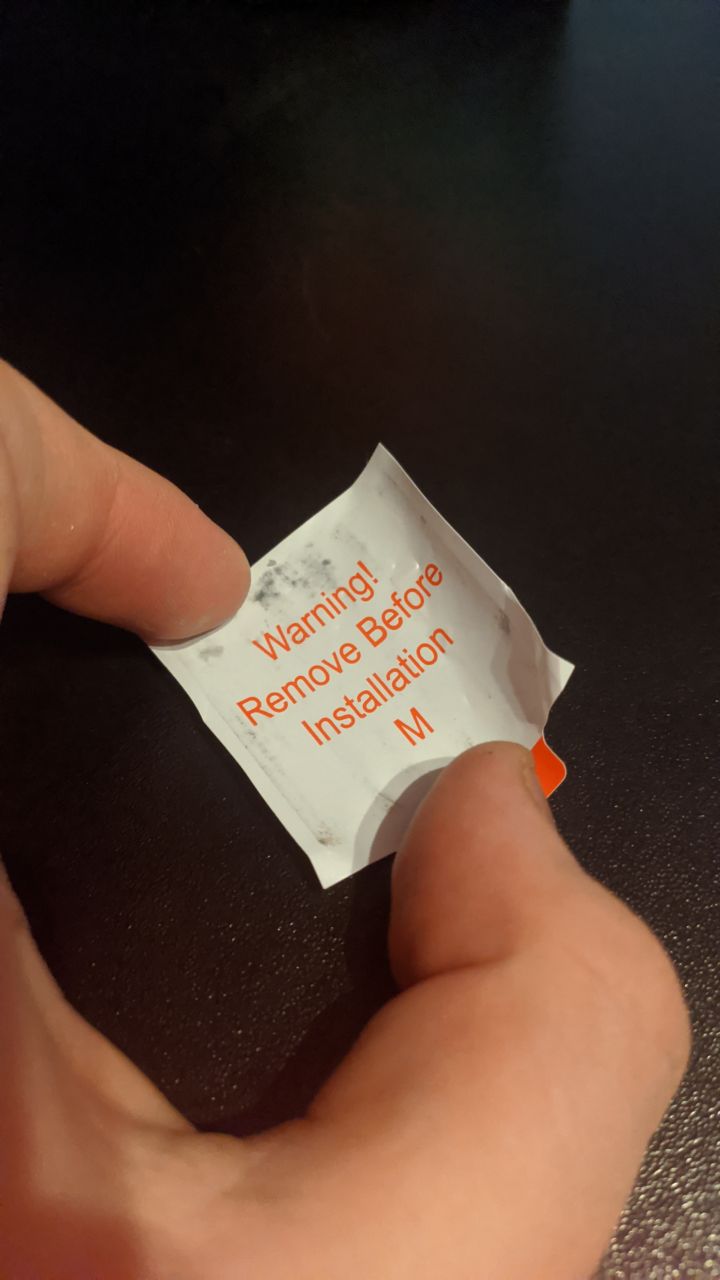 Warning!
Remove Before
Installation
M